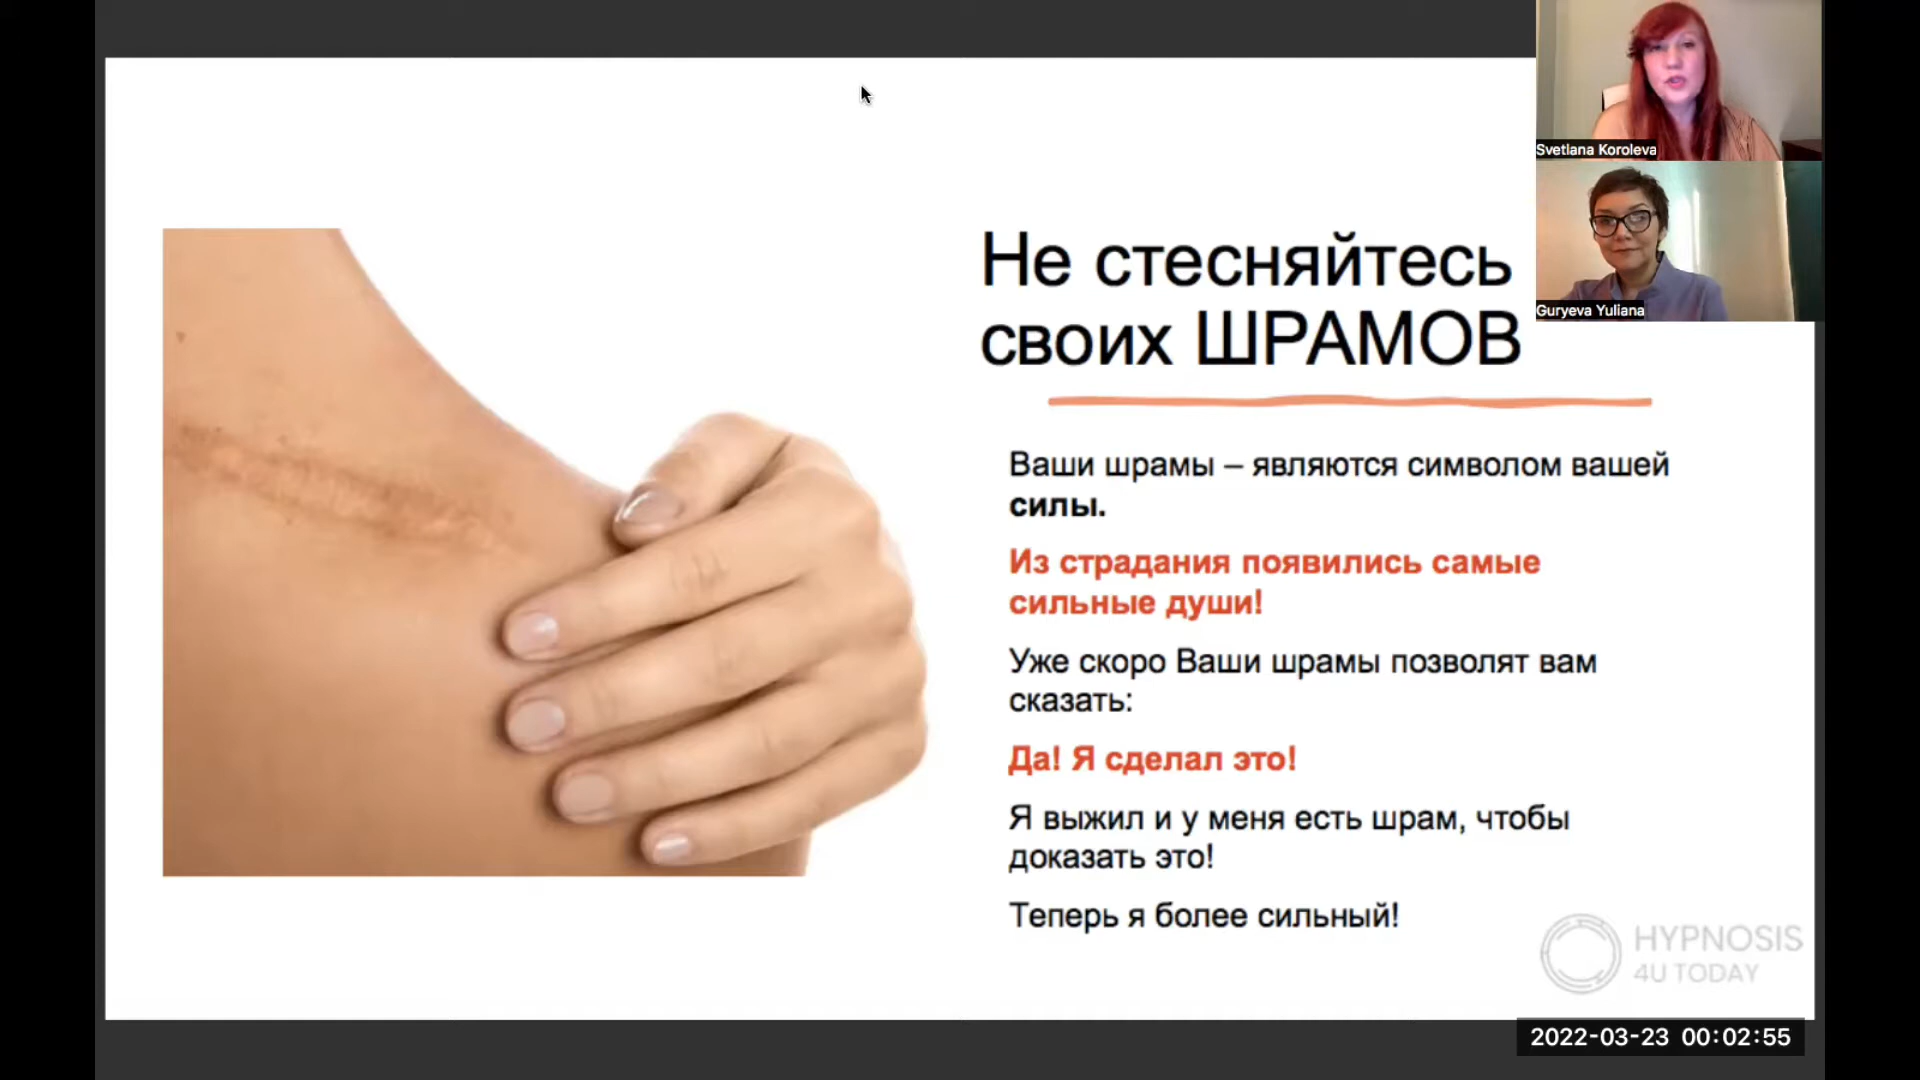 Svetlana Koroleva
Guryeva Yuliana
Не стесняйтесь
своих ШРАМОВ
Ваши шрамы – являются символом вашей
силы.
Из страдания появились самые
сильные души!
Уже скоро Ваши шрамы позволят вам
сказать:
Да! Я сделал это!
Я выжил и у меня есть шрам, чтобы
доказать это!
Теперь я более сильный!
HYPNOSIS
4U TODAY
2022-03-23 00:02:55